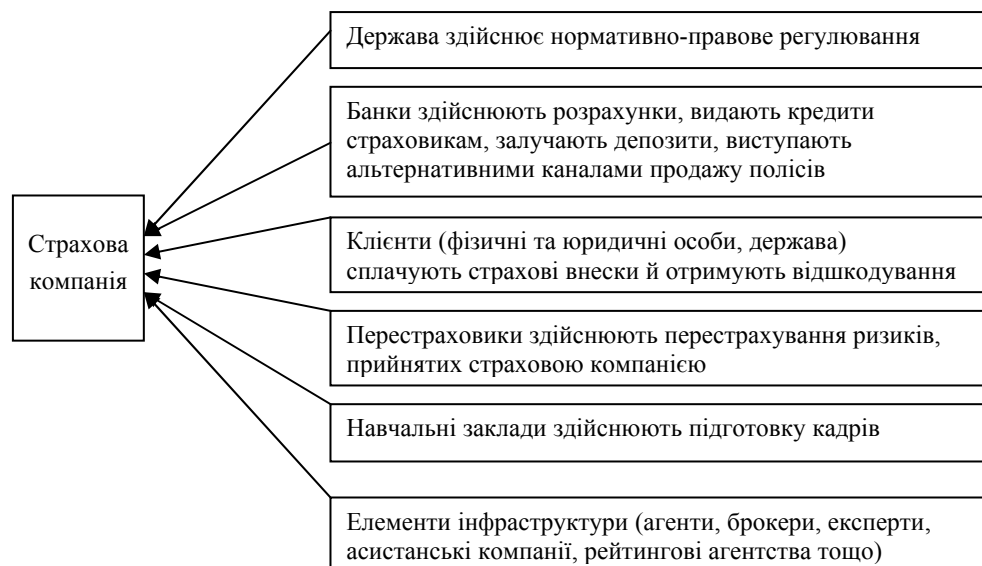 Держава здійснює нормативно-правове регулювання
Банки здійснюють розрахунки, видають кредити
страховикам, залучають депозити, виступають
альтернативними каналами продажу полісів
Страхова
компанія
Клієнти (фізичні та юридичні особи, держава)
сплачують страхові внески й отримують відшкодування
Перестраховики здійснюють перестрахування ризиків,
прийнятих страховою компанією
Навчальні заклади здійснюють підготовку кадрів
Елементи інфраструктури (агенти, брокери, експерти,
асистанські компанії, рейтингові агентства тощо)